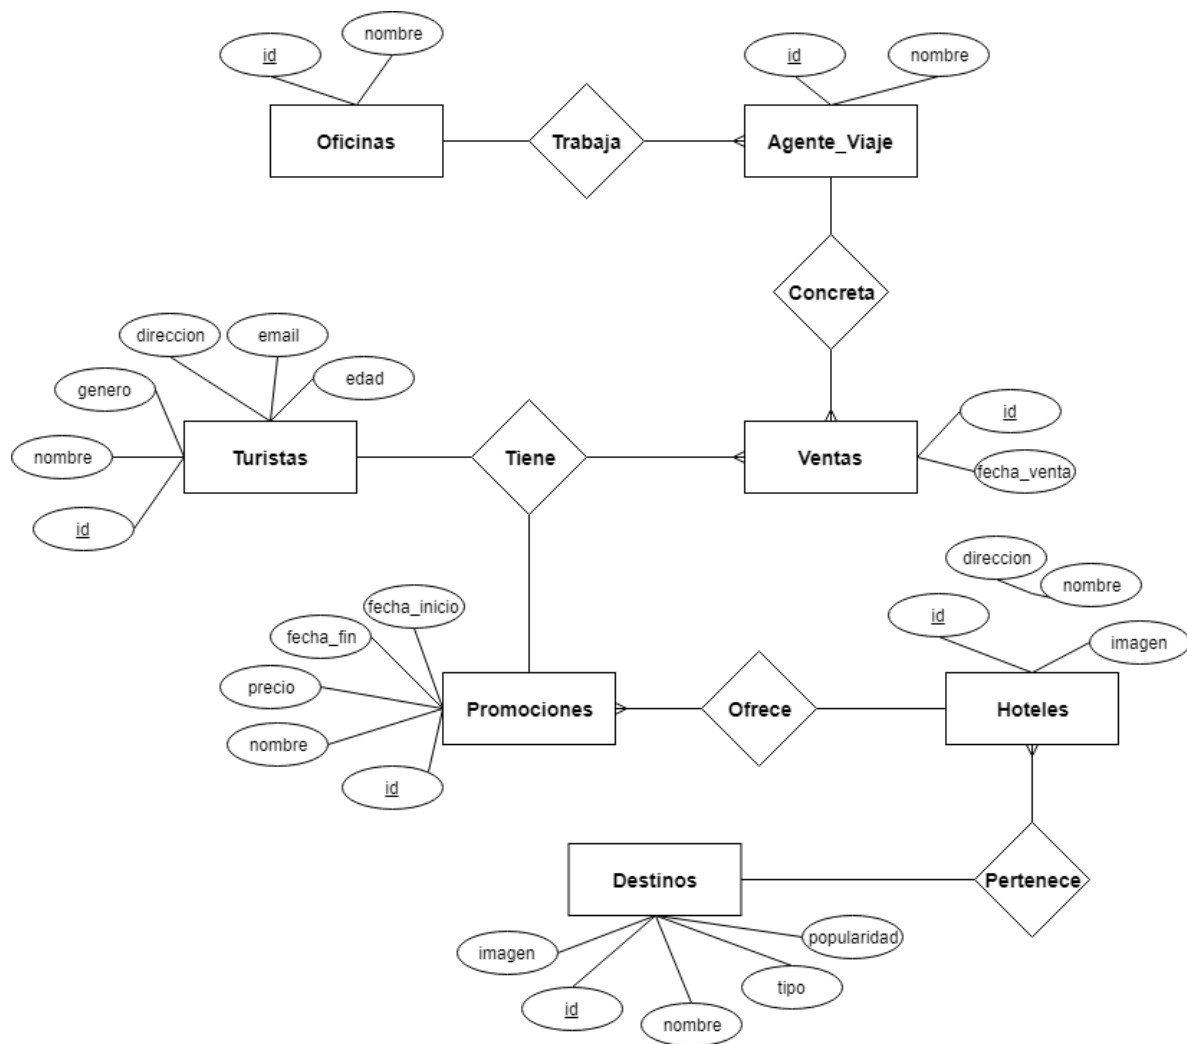 nombre
id
Oficinas
Trabaja
id
nombre
Agente_Viaje
Concreta
direccion
email
edad
genero
nombre
id
Turistas
Tiene
Ventas
id
fecha_venta
direccion
nombre
id
imagen
Hoteles
fecha_inicio
fecha_fin
precio
nombre
id
Promociones
Ofrece
Destinos
Pertenece
imagen
id
nombre
tipo
popularidad